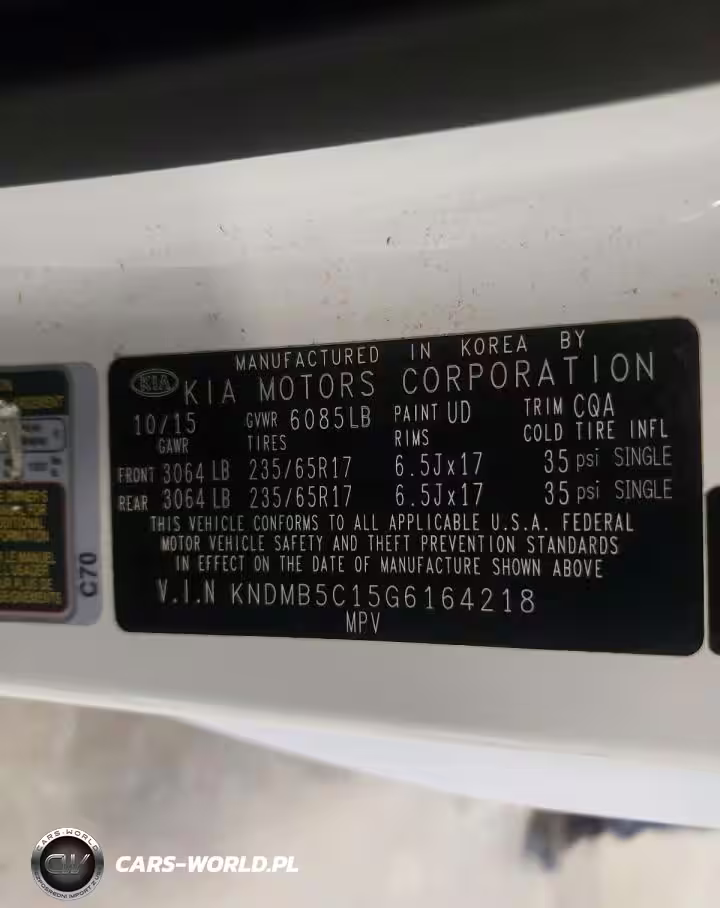 MANUFACTURED IN KOREA BY
KIA KIA MOTORS CORPORATION
10/15 GVWR 6085LB PAINT UD TRIM CQA
GAWR TIRES RIMS COLD TIRE INFL
FRONT 3064 LB 235/65R17 6.5Jx17 35 psi SINGLE
REAR 3064 LB 235/65R17 6.5Jx17 35 psi SINGLE
THIS VEHICLE CONFORMS TO ALL APPLICABLE U.S.A. FEDERAL
MOTOR VEHICLE SAFETY AND THEFT PREVENTION STANDARDS
IN EFFECT ON THE DATE OF MANUFACTURE SHOWN ABOVE
V.I.N KNDMB5C15G6164218
MPV
C70
CARS-WORLD
CW
CARS-WORLD.PL